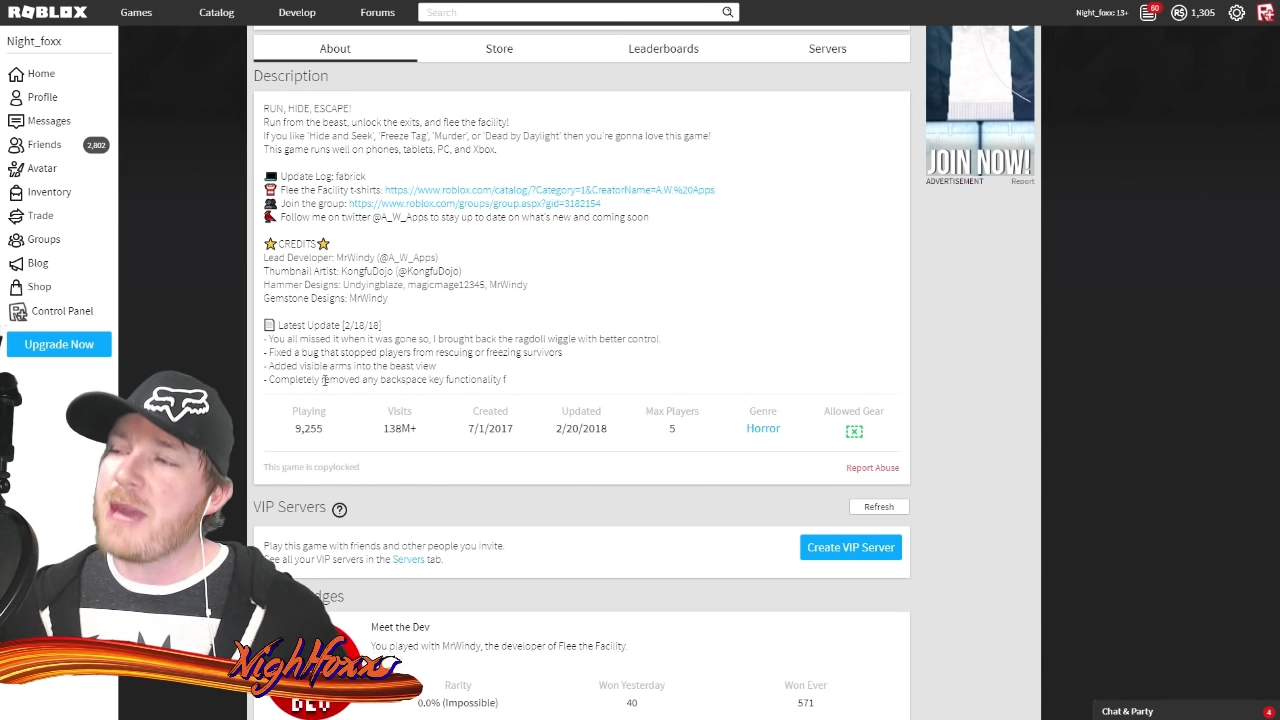 ROBLOX Games Catalog Develop Forums Search Night_foxx: 13+ 60 R$ 1,305
Night_foxx
Home
Profile
Messages
Friends 2,802
Avatar
Inventory
Trade
Groups
Blog
Shop
Control Panel
Upgrade Now
About Store Leaderboards Servers
Description
RUN, HIDE, ESCAPE!
Run from the beast, unlock the exits, and flee the facility!
If you like 'Hide and Seek', 'Freeze Tag', 'Murder', or 'Dead by Daylight' then you're gonna love this game!
This game runs well on phones, tablets, PC, and Xbox.
Update Log: fabrick
Flee the Facility t-shirts: https://www.roblox.com/catalog/?Category=1&CreatorName=A.W.%20Apps
Join the group: https://www.roblox.com/groups/group.aspx?gid=3182154
Follow me on twitter @A_W_Apps to stay up to date on what's new and coming soon
⭐CREDITS⭐
Lead Developer: MrWindy (@A_W_Apps)
Thumbnail Artist: KongfuDojo (@KongfuDojo)
Hammer Designs: Undyingblaze, magicmage12345, MrWindy
Gemstone Designs: MrWindy
Latest Update [2/18/18]
- You all missed it when it was gone so, I brought back the ragdoll wiggle with better control.
- Fixed a bug that stopped players from rescuing or freezing survivors
- Added visible arms into the beast view
- Completely removed any backspace key functionality f
Playing Visits Created Updated Max Players Genre Allowed Gear
9,255 138M+ 7/1/2017 2/20/2018 5 Horror
This game is copylocked Report Abuse
VIP Servers ? Refresh
Play this game with friends and other people you invite.
See all your VIP servers in the Servers tab.
Create VIP Server
Meet the Dev
You played with MrWindy, the developer of Flee the Facility.
Rarity Won Yesterday Won Ever
0.0% (Impossible) 40 571
DEV
Nightfoxx
JOIN NOW!
ADVERTISEMENT Report
Chat & Party 4